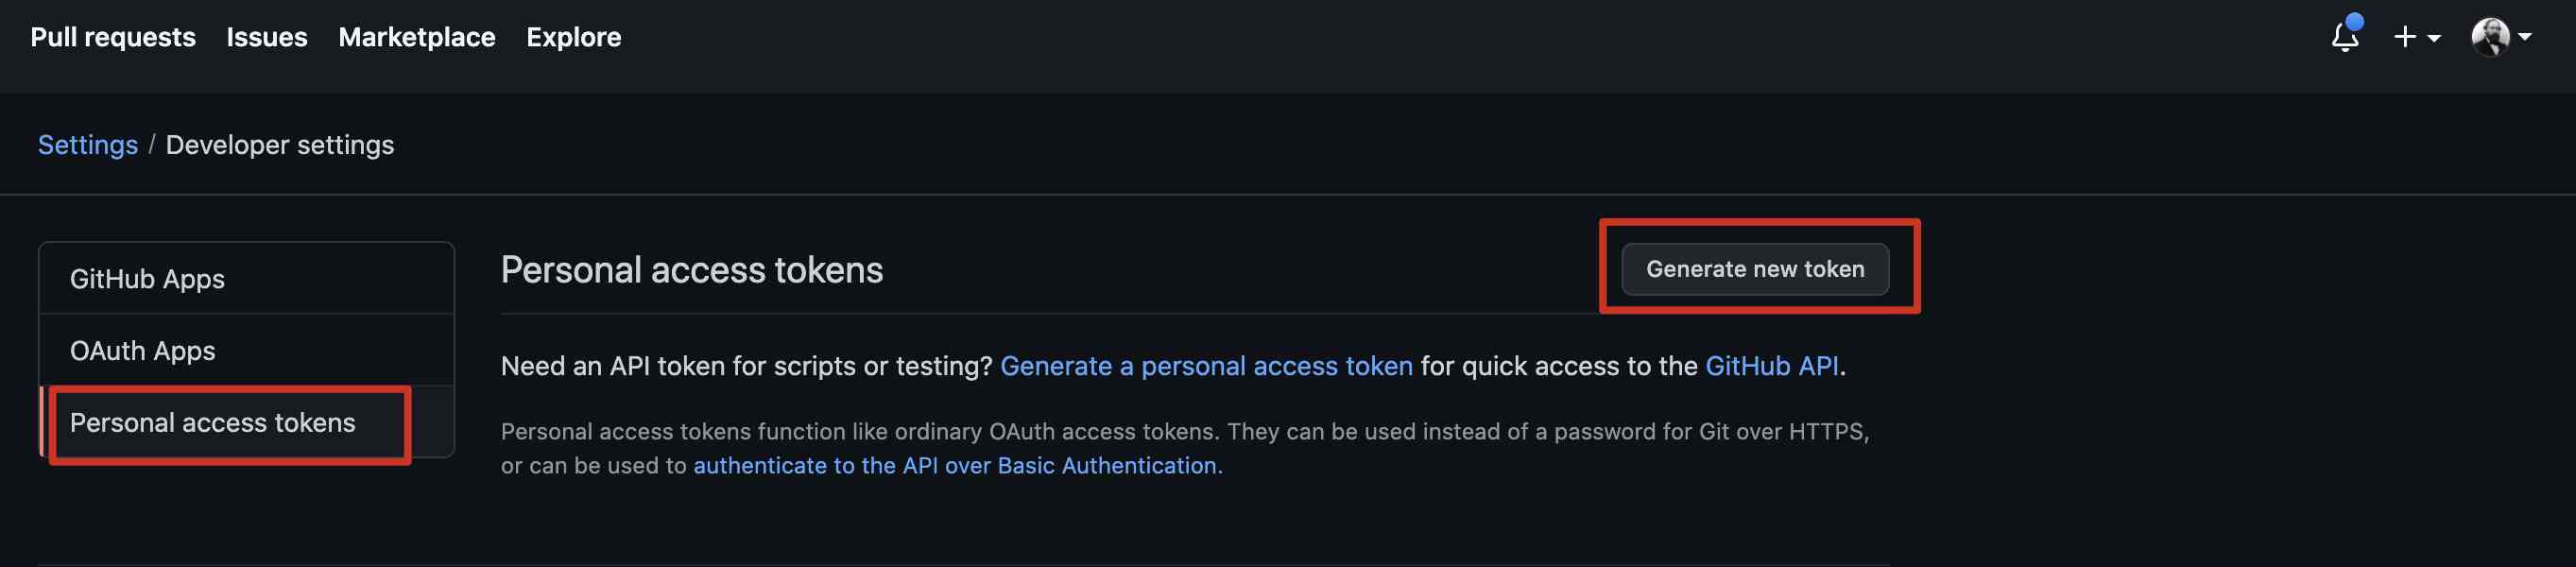 Pull requests Issues Marketplace Explore
Settings / Developer settings
GitHub Apps
OAuth Apps
Personal access tokens
Personal access tokens
Generate new token
Need an API token for scripts or testing? Generate a personal access token for quick access to the GitHub API.
Personal access tokens function like ordinary OAuth access tokens. They can be used instead of a password for Git over HTTPS,
or can be used to authenticate to the API over Basic Authentication.